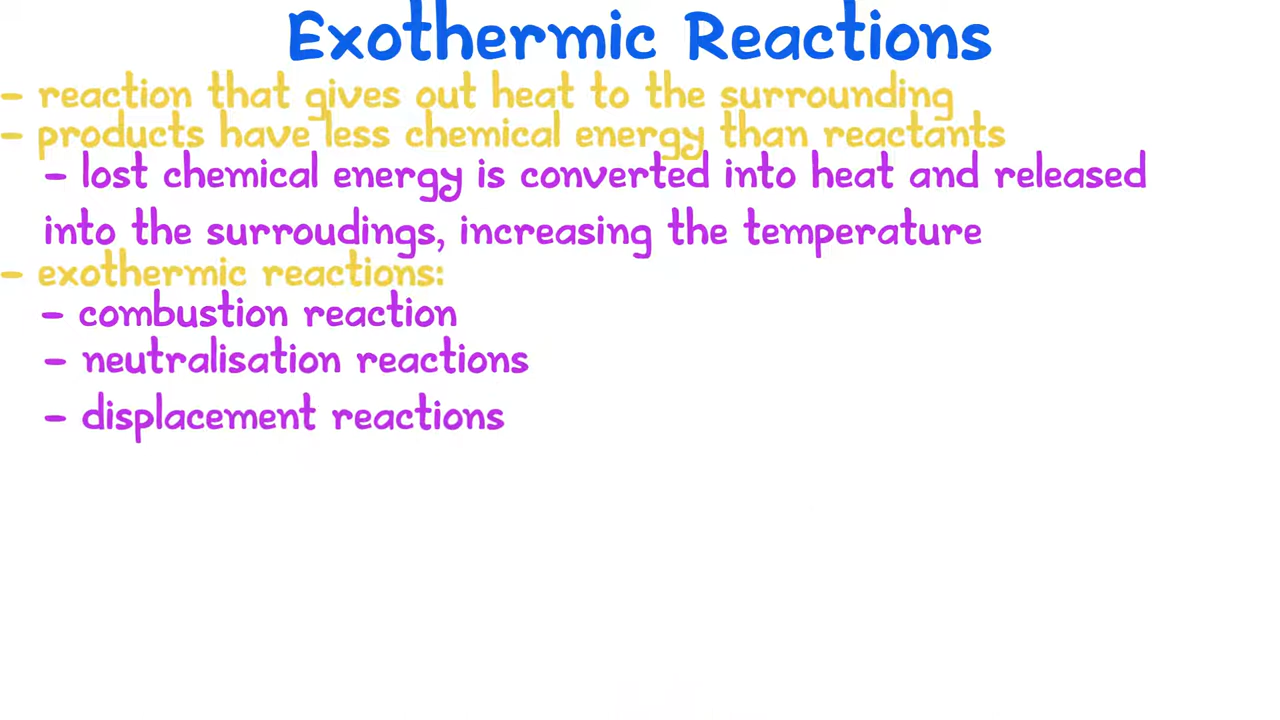 Exothermic Reactions
- reaction that gives out heat to the surrounding
- products have less chemical energy than reactants
- lost chemical energy is converted into heat and released
into the surroudings, increasing the temperature
- exothermic reactions:
- combustion reaction
- neutralisation reactions
- displacement reactions